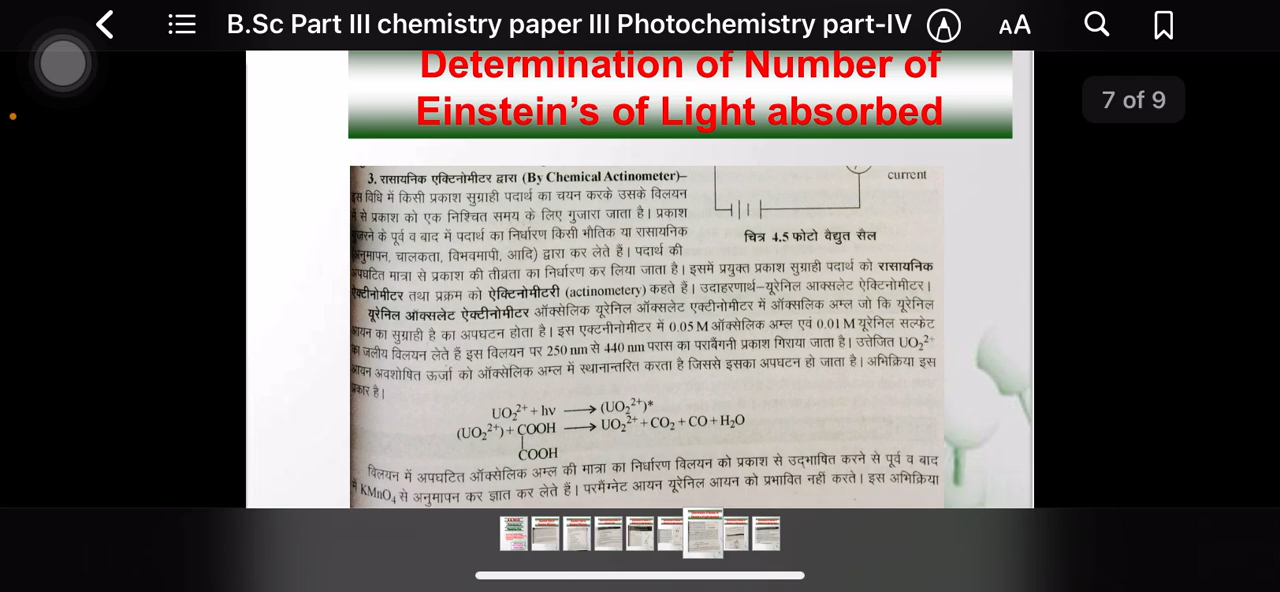 B.Sc Part III chemistry paper III Photochemistry part-IV
AA
7 of 9
Determination of Number of
Einstein's of Light absorbed
current
चित्र 4.5 फोटो वैद्युत सैल
3. रासायनिक एक्टिनोमीटर द्वारा (By Chemical Actinometer)–
इस विधि में किसी प्रकाश सुग्राही पदार्थ का चयन करके उसके विलयन
में से प्रकाश को एक निश्चित समय के लिए गुजारा जाता है। प्रकाश
गुजरने के पूर्व व बाद में पदार्थ का निर्धारण किसी भौतिक या रासायनिक
(अनुमापन, चालकता, विभवमापी, आदि) द्वारा कर लेते हैं। पदार्थ की
अपघटित मात्रा से प्रकाश की तीव्रता का निर्धारण कर लिया जाता है। इसमें प्रयुक्त प्रकाश सुग्राही पदार्थ को रासायनिक
ऐक्टीनोमीटर तथा प्रक्रम को ऐक्टिनोमीटरी (actinometery) कहते हैं। उदाहरणार्थ–यूरेनिल आक्सलेट ऐक्टिनोमीटर।
यूरेनिल ऑक्सलेट ऐक्टीनोमीटर ऑक्सेलिक यूरेनिल ऑक्सलेट एक्टीनोमीटर में ऑक्सलिक अम्ल जो कि यूरेनिल
आयन का सुग्राही है का अपघटन होता है। इस एक्टनीनोमीटर में 0.05 M ऑक्सेलिक अम्ल एवं 0.01 M यूरेनिल सल्फेट
का जलीय विलयन लेते हैं इस विलयन पर 250 nm से 440 nm परास का पराबैंगनी प्रकाश गिराया जाता है। उत्तेजित UO₂²⁺
आयन अवशोषित ऊर्जा को ऑक्सेलिक अम्ल में स्थानान्तरित करता है जिससे इसका अपघटन हो जाता है। अभिक्रिया इस
प्रकार है।
UO₂²⁺ + hν ⟶ (UO₂²⁺)*
(UO₂²⁺) + COOH ⟶ UO₂²⁺ + CO₂ + CO + H₂O
COOH
विलयन में अपघटित ऑक्सेलिक अम्ल की मात्रा का निर्धारण विलयन को प्रकाश से उद्भाषित करने से पूर्व व बाद
में KMnO₄ से अनुमापन कर ज्ञात कर लेते हैं। परमैंग्नेट आयन यूरेनिल आयन को प्रभावित नहीं करते। इस अभिक्रिया